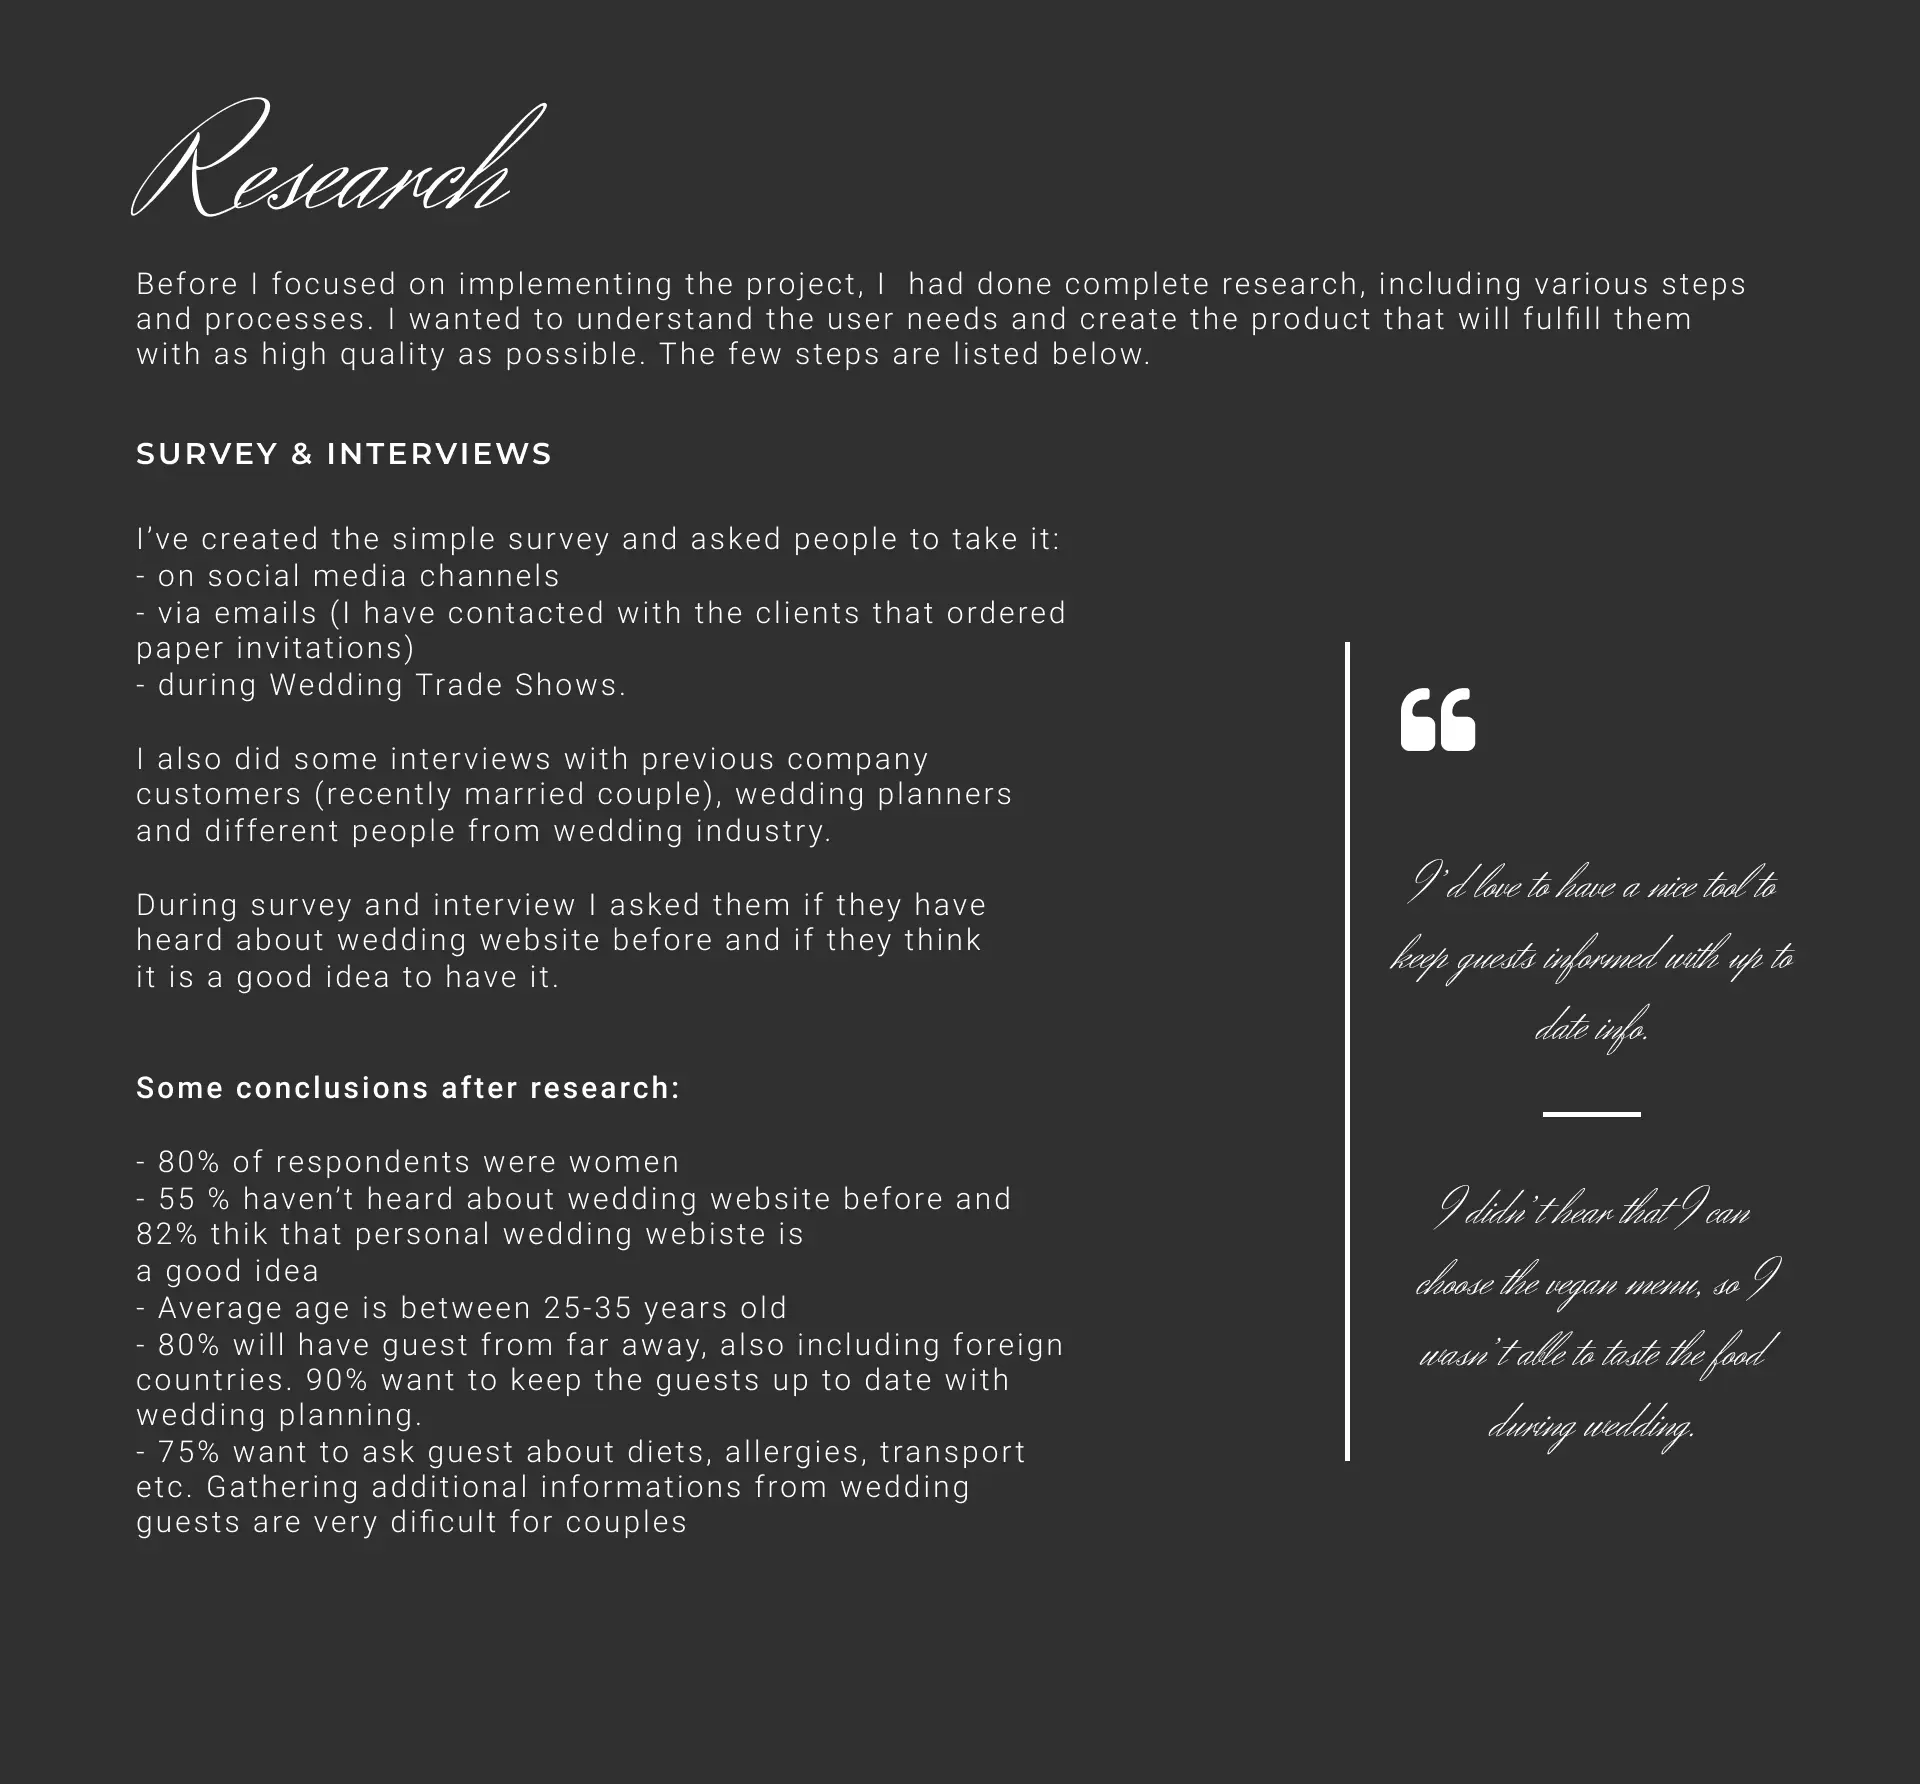 Research
Before I focused on implementing the project, I  had done complete research, including various steps
and processes. I wanted to understand the user needs and create the product that will fulfill them
with as high quality as possible. The few steps are listed below.
SURVEY & INTERVIEWS
I’ve created the simple survey and asked people to take it:
- on social media channels
- via emails (I have contacted with the clients that ordered
paper invitations)
- during Wedding Trade Shows.
I also did some interviews with previous company
customers (recently married couple), wedding planners
and different people from wedding industry.
During survey and interview I asked them if they have
heard about wedding website before and if they think
it is a good idea to have it.
Some conclusions after research:
- 80% of respondents were women
- 55 % haven’t heard about wedding website before and
82% thik that personal wedding webiste is
a good idea
- Average age is between 25-35 years old
- 80% will have guest from far away, also including foreign
countries. 90% want to keep the guests up to date with
wedding planning.
- 75% want to ask guest about diets, allergies, transport
etc. Gathering additional informations from wedding
guests are very dificult for couples
“
I’d love to have a nice tool to
keep guests informed with up to
date info.
I didn’t hear that I can
choose the vegan menu, so I
wasn’t able to taste the food
during wedding.